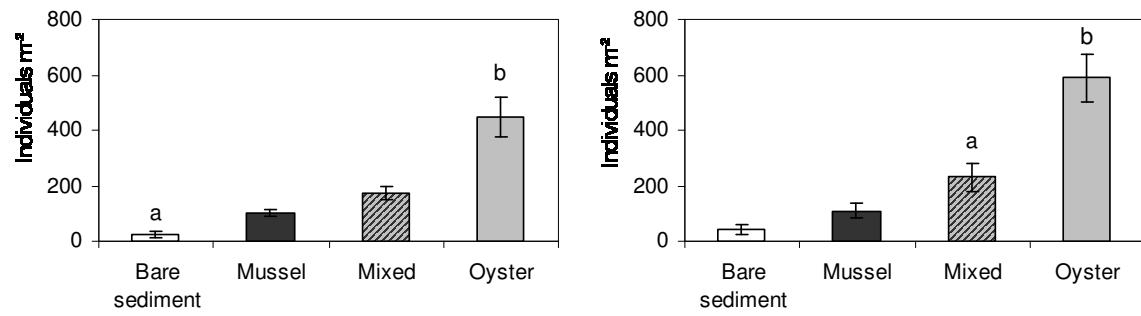 Individuals m⁻²
800
600
400
200
0
a
b
Bare sediment
Mussel
Mixed
Oyster
Individuals m⁻²
800
600
400
200
0
a
b
Bare sediment
Mussel
Mixed
Oyster